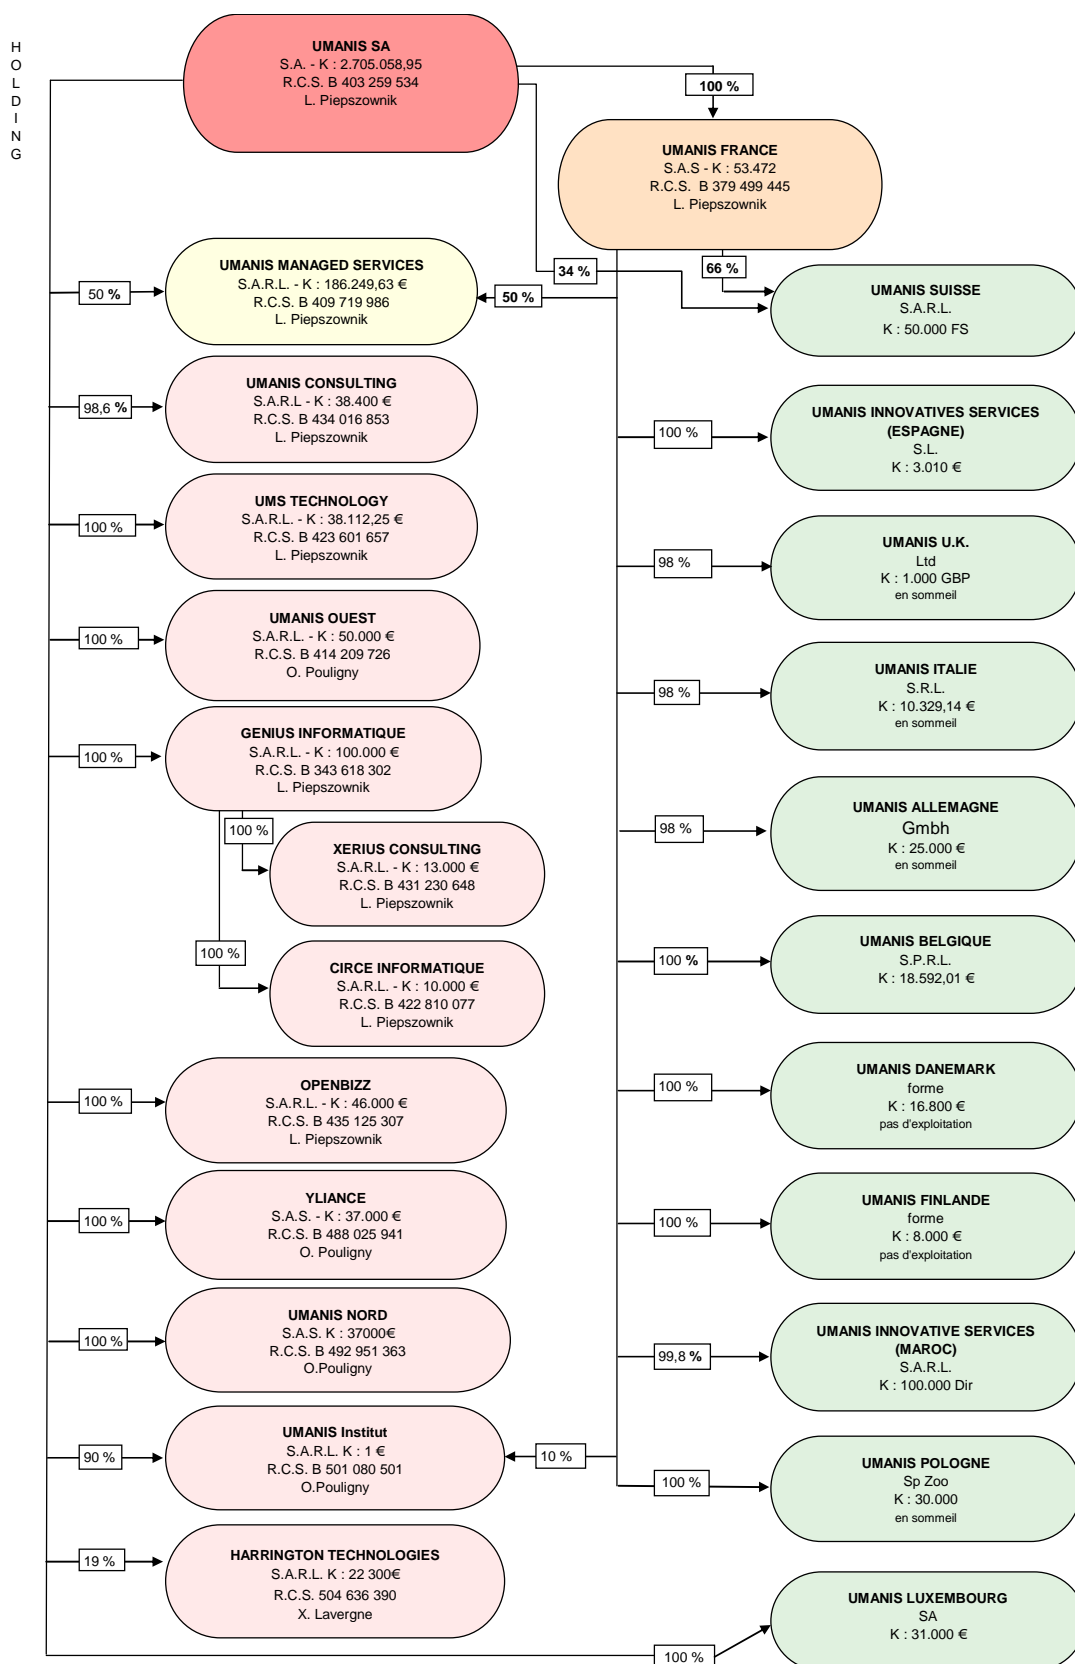 H
O
L
D
I
N
G
UMANIS SA
S.A. - K : 2.705.058,95
R.C.S. B 403 259 534
L. Piepszownik
100 %
UMANIS FRANCE
S.A.S - K : 53.472
R.C.S. B 379 499 445
L. Piepszownik
50 %
UMANIS MANAGED SERVICES
S.A.R.L. - K : 186.249,63 €
R.C.S. B 409 719 986
L. Piepszownik
50 %
34 %
66 %
UMANIS SUISSE
S.A.R.L.
K : 50.000 FS
98,6 %
UMANIS CONSULTING
S.A.R.L - K : 38.400 €
R.C.S. B 434 016 853
L. Piepszownik
100 %
UMANIS INNOVATIVES SERVICES
(ESPAGNE)
S.L.
K : 3.010 €
100 %
UMS TECHNOLOGY
S.A.R.L. - K : 38.112,25 €
R.C.S. B 423 601 657
L. Piepszownik
98 %
UMANIS U.K.
Ltd
K : 1.000 GBP
en sommeil
100 %
UMANIS OUEST
S.A.R.L. - K : 50.000 €
R.C.S. B 414 209 726
O. Pouligny
98 %
UMANIS ITALIE
S.R.L.
K : 10.329,14 €
en sommeil
100 %
GENIUS INFORMATIQUE
S.A.R.L. - K : 100.000 €
R.C.S. B 343 618 302
L. Piepszownik
98 %
UMANIS ALLEMAGNE
Gmbh
K : 25.000 €
en sommeil
100 %
XERIUS CONSULTING
S.A.R.L. - K : 13.000 €
R.C.S. B 431 230 648
L. Piepszownik
100 %
CIRCE INFORMATIQUE
S.A.R.L. - K : 10.000 €
R.C.S. B 422 810 077
L. Piepszownik
100 %
UMANIS BELGIQUE
S.P.R.L.
K : 18.592,01 €
100 %
OPENBIZZ
S.A.R.L. - K : 46.000 €
R.C.S. B 435 125 307
L. Piepszownik
100 %
UMANIS DANEMARK
forme
K : 16.800 €
pas d'exploitation
100 %
YLIANCE
S.A.S. - K : 37.000 €
R.C.S. B 488 025 941
O. Pouligny
100 %
UMANIS FINLANDE
forme
K : 8.000 €
pas d'exploitation
100 %
UMANIS NORD
S.A.S. K : 37000€
R.C.S. B 492 951 363
O.Pouligny
99,8 %
UMANIS INNOVATIVE SERVICES
(MAROC)
S.A.R.L.
K : 100.000 Dir
90 %
UMANIS Institut
S.A.R.L. K : 1 €
R.C.S. B 501 080 501
O.Pouligny
10 %
100 %
UMANIS POLOGNE
Sp Zoo
K : 30.000
en sommeil
19 %
HARRINGTON TECHNOLOGIES
S.A.R.L. K : 22 300€
R.C.S. 504 636 390
X. Lavergne
100 %
UMANIS LUXEMBOURG
SA
K : 31.000 €